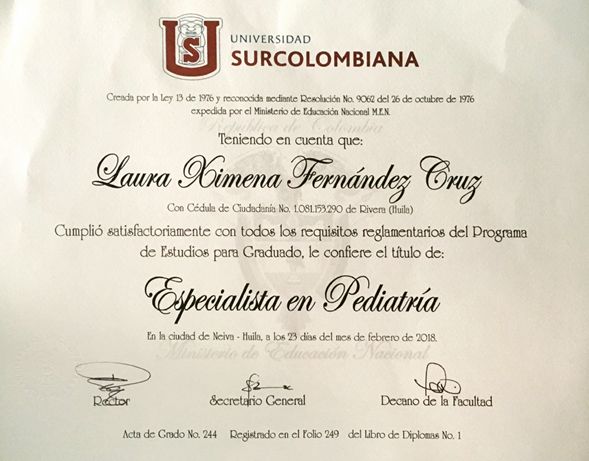 UNIVERSIDAD
SURCOLOMBIANA
Creada por la Ley 13 de 1976 y reconocida mediante Resolución No. 9062 del 26 de octubre de 1976
expedida por el Ministerio de Educación Nacional M.E.N.
República de Colombia
Teniendo en cuenta que:
Laura Ximena Fernández Cruz
Con Cédula de Ciudadanía No. 1.081.153.290 de Rivera (Huila)
Cumplió satisfactoriamente con todos los requisitos reglamentarios del Programa
de Estudios para Graduado, le confiere el título de:
Especialista en Pediatría
En la ciudad de Neiva - Huila, a los 23 días del mes de febrero de 2018.
Ministerio de Educación Nacional
Rector Secretario General Decano de la Facultad
Acta de Grado No. 244 Registrado en el Folio 249 del Libro de Diplomas No. 1